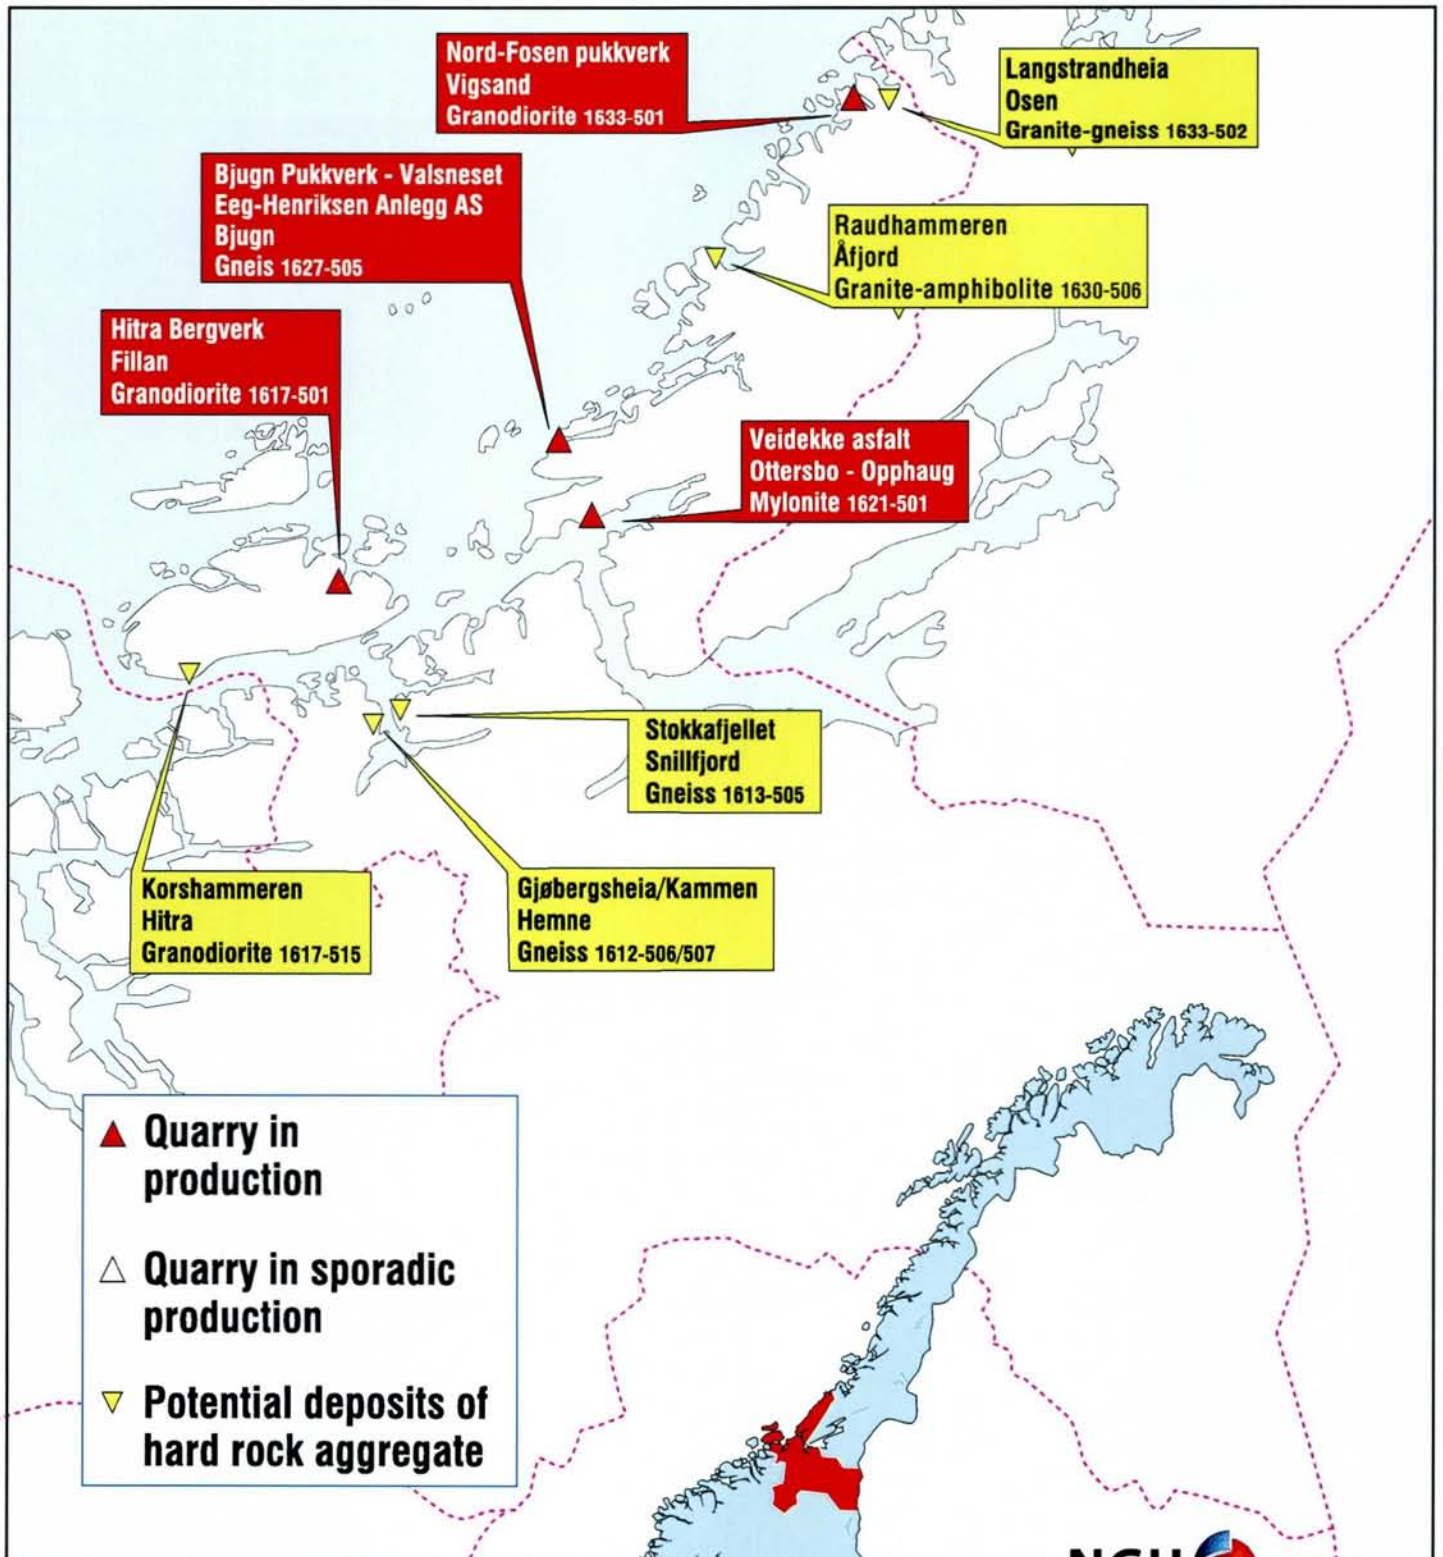 Nord-Fosen pukkverk
Vigsand
Granodiorite 1633-501
Langstrandheia
Osen
Granite-gneiss 1633-502
Bjugn Pukkverk - Valsneset
Eeg-Henriksen Anlegg AS
Bjugn
Gneis 1627-505
Raudhammeren
Åfjord
Granite-amphibolite 1630-506
Hitra Bergverk
Fillan
Granodiorite 1617-501
Veidekke asfalt
Ottersbo - Opphaug
Mylonite 1621-501
Stokkafjellet
Snillfjord
Gneiss 1613-505
Korshammeren
Hitra
Granodiorite 1617-515
Gjøbergsheia/Kammen
Hemne
Gneiss 1612-506/507
Quarry in
production
Quarry in sporadic
production
Potential deposits of
hard rock aggregate